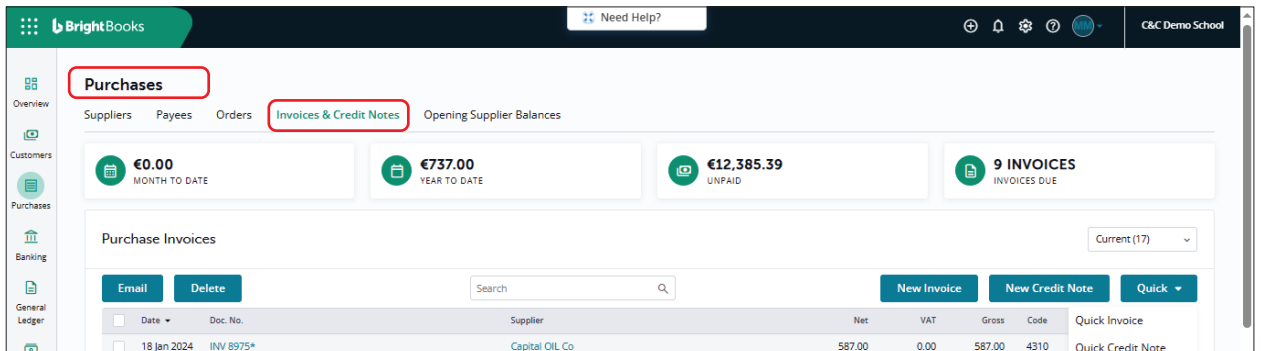 BrightBooks
Need Help?
MM
C&C Demo School
Overview
Customers
Purchases
Banking
General
Ledger
Purchases
Suppliers Payees Orders Invoices & Credit Notes Opening Supplier Balances
€0.00
MONTH TO DATE
€737.00
YEAR TO DATE
€12,385.39
UNPAID
9 INVOICES
INVOICES DUE
Purchase Invoices
Current (17)
Email Delete Search New Invoice New Credit Note Quick
Date Doc. No. Supplier Net VAT Gross Code Quick Invoice
18 Jan 2024 INV 8975* Capital OIL Co 587.00 0.00 587.00 4310 Quick Credit Note